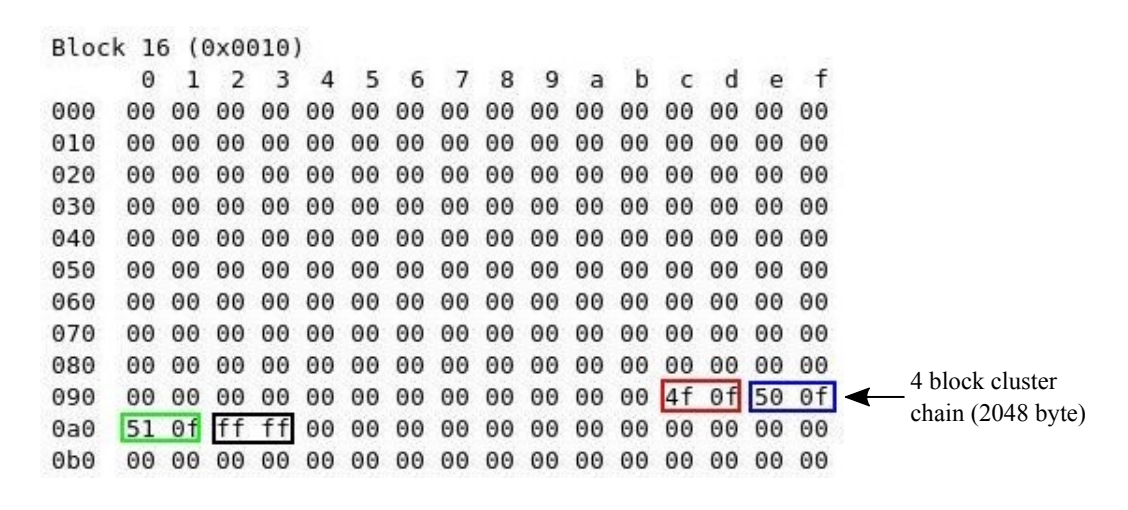 Block 16 (0x0010)
0 1 2 3 4 5 6 7 8 9 a b c d e f
000 00 00 00 00 00 00 00 00 00 00 00 00 00 00 00 00
010 00 00 00 00 00 00 00 00 00 00 00 00 00 00 00 00
020 00 00 00 00 00 00 00 00 00 00 00 00 00 00 00 00
030 00 00 00 00 00 00 00 00 00 00 00 00 00 00 00 00
040 00 00 00 00 00 00 00 00 00 00 00 00 00 00 00 00
050 00 00 00 00 00 00 00 00 00 00 00 00 00 00 00 00
060 00 00 00 00 00 00 00 00 00 00 00 00 00 00 00 00
070 00 00 00 00 00 00 00 00 00 00 00 00 00 00 00 00
080 00 00 00 00 00 00 00 00 00 00 00 00 00 00 00 00
090 00 00 00 00 00 00 00 00 00 00 00 00 4f 0f 50 0f
0a0 51 0f ff ff 00 00 00 00 00 00 00 00 00 00 00 00
0b0 00 00 00 00 00 00 00 00 00 00 00 00 00 00 00 00
4 block cluster
chain (2048 byte)